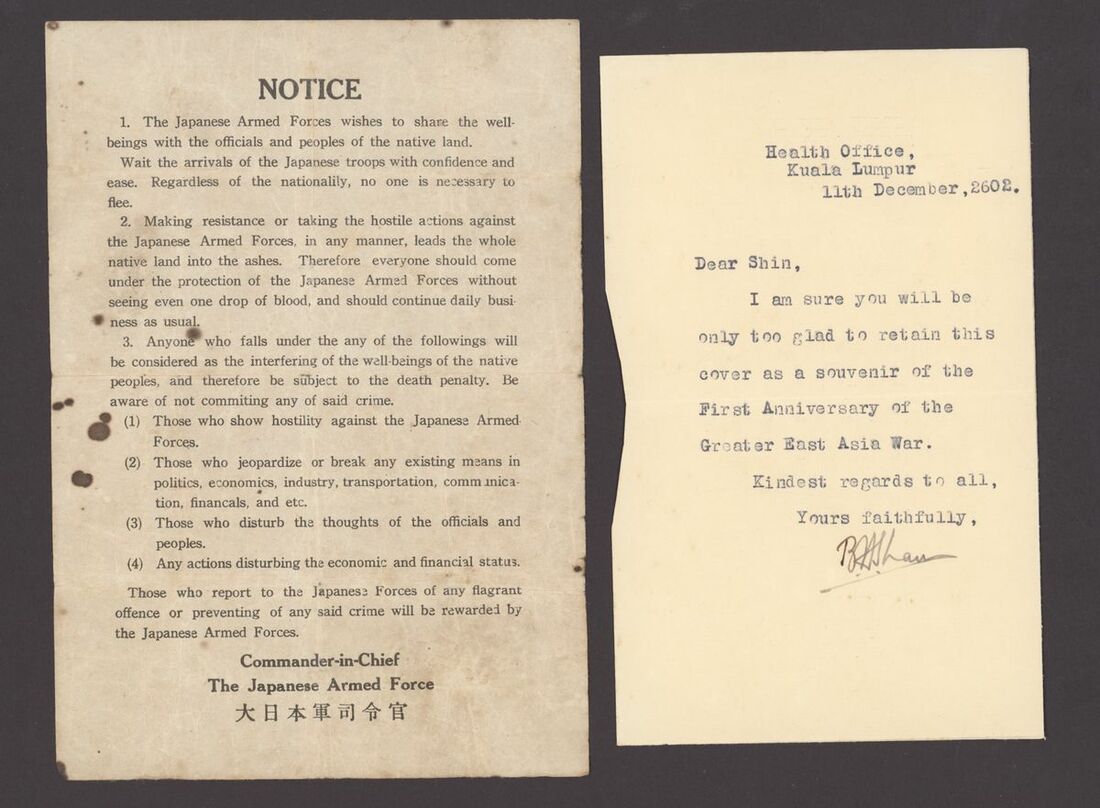 NOTICE
1. The Japanese Armed Forces wishes to share the well-
beings with the officials and peoples of the native land.
Wait the arrivals of the Japanese troops with confidence and
ease. Regardless of the nationalily, no one is necessary to
flee.
2. Making resistance or taking the hostile actions against
the Japanese Armed Forces, in any manner, leads the whole
native land into the ashes. Therefore everyone should come
under the protection of the Japanese Armed Forces without
seeing even one drop of blood, and should continue daily busi-
ness as usual.
3. Anyone who falls under the any of the followings will
be considered as the interfering of the well-beings of the native
peoples, and therefore be subject to the death penalty. Be
aware of not commiting any of said crime.
(1) Those who show hostility against the Japanese Armed
Forces.
(2) Those who jeopardize or break any existing means in
politics, economics, industry, transportation, communica-
tion, financals, and etc.
(3) Those who disturb the thoughts of the officials and
peoples.
(4) Any actions disturbing the economic and financial status.
Those who report to the Japanese Forces of any flagrant
offence or preventing of any said crime will be rewarded by
the Japanese Armed Forces.
Commander-in-Chief
The Japanese Armed Force
大日本軍司令官
Health Office,
Kuala Lumpur
11th December,2602.
Dear Shin,
I am sure you will be
only too glad to retain this
cover as a souvenir of the
First Anniversary of the
Greater East Asia War.
Kindest regards to all,
Yours faithfully,